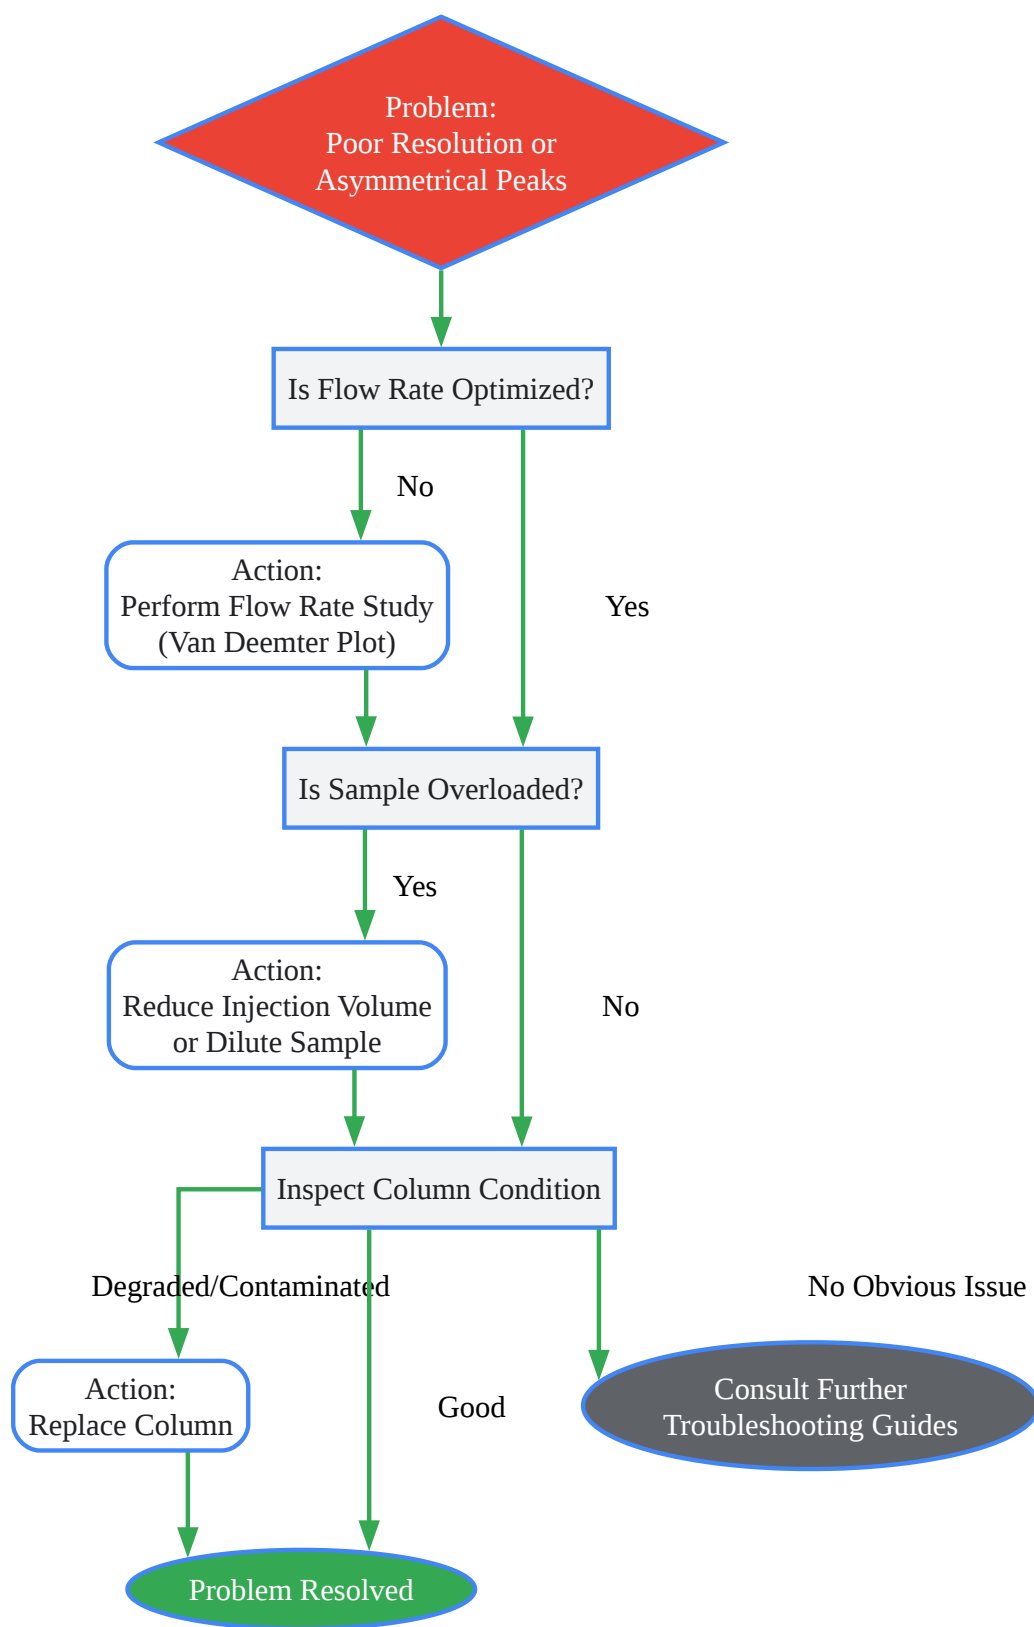 Problem:
Poor Resolution or
Asymmetrical Peaks
Is Flow Rate Optimized?
No
Action:
Perform Flow Rate Study
(Van Deemter Plot)
Yes
Is Sample Overloaded?
Yes
Action:
Reduce Injection Volume
or Dilute Sample
No
Inspect Column Condition
Degraded/Contaminated
No Obvious Issue
Action:
Replace Column
Good
Consult Further
Troubleshooting Guides
Problem Resolved